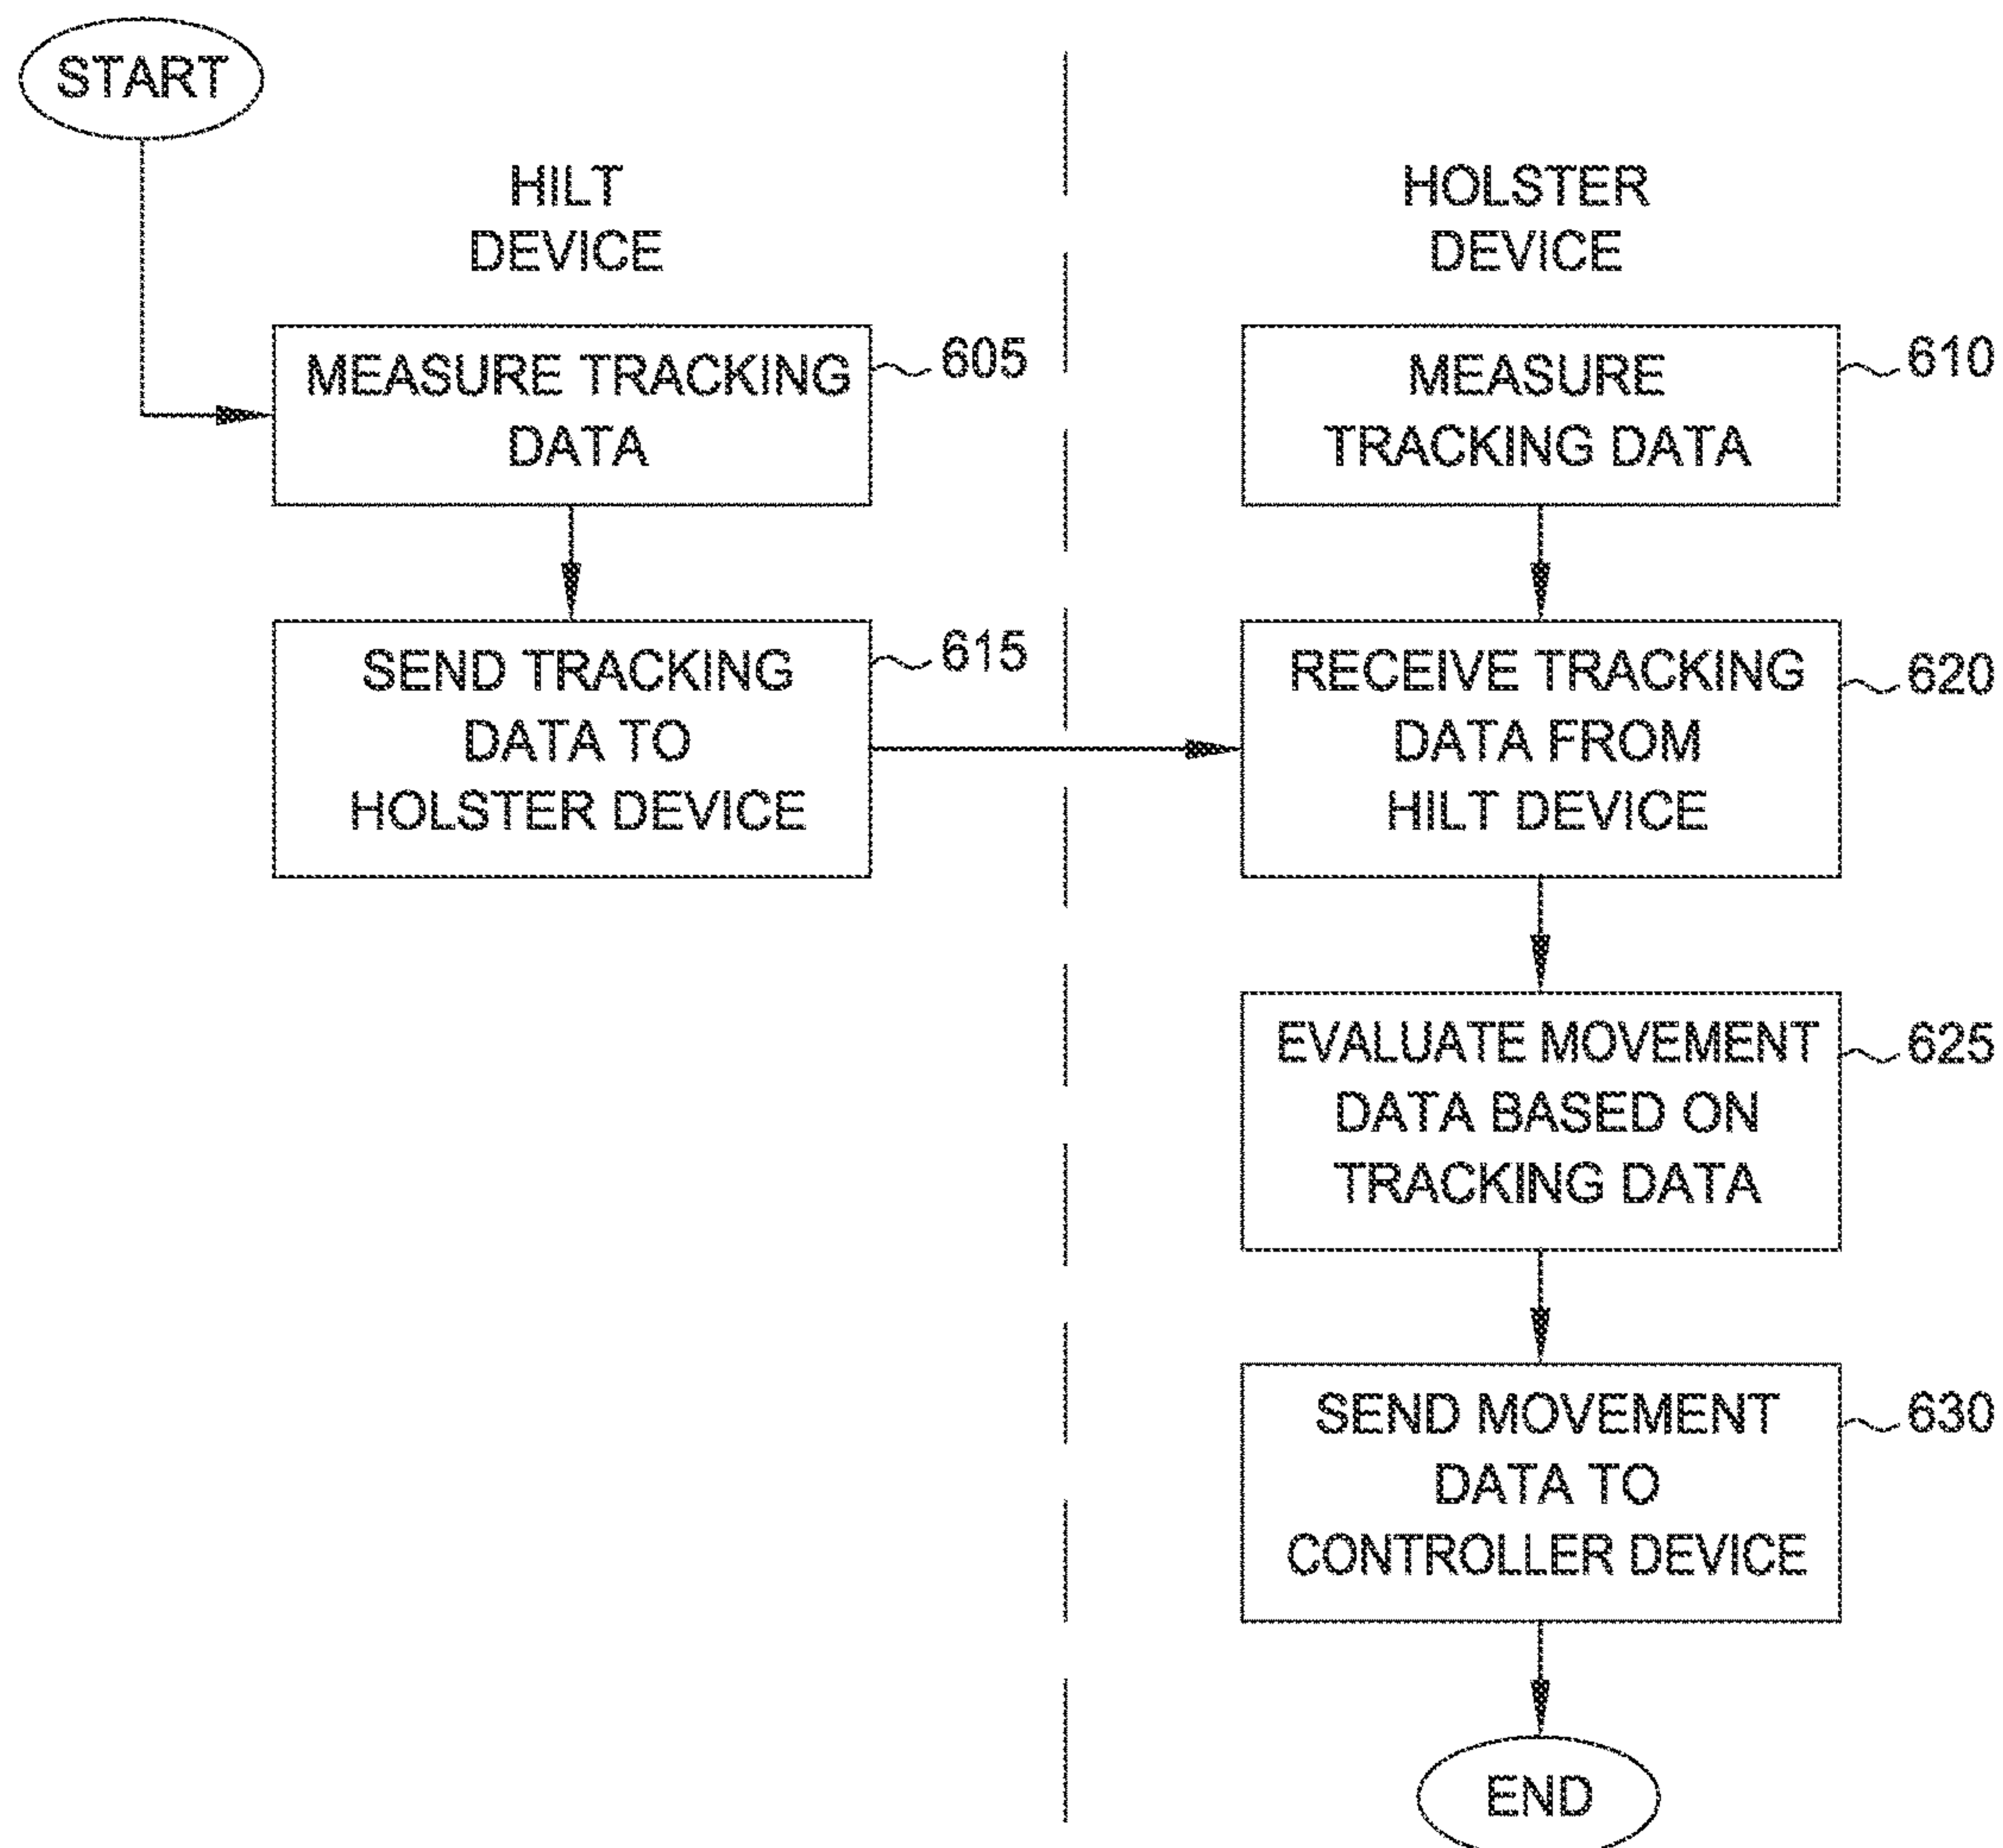 START
HILT
DEVICE
HOLSTER
DEVICE
MEASURE TRACKING
DATA
605
MEASURE
TRACKING DATA
610
SEND TRACKING
DATA TO
HOLSTER DEVICE
615
RECEIVE TRACKING
DATA FROM
HILT DEVICE
620
EVALUATE MOVEMENT
DATA BASED ON
TRACKING DATA
625
SEND MOVEMENT
DATA TO
CONTROLLER DEVICE
630
END